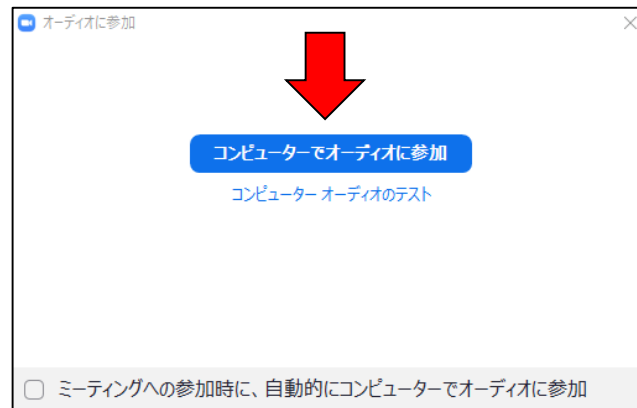 オーディオに参加
コンピューターでオーディオに参加
コンピューター オーディオのテスト
ミーティングへの参加時に、自動的にコンピューターでオーディオに参加